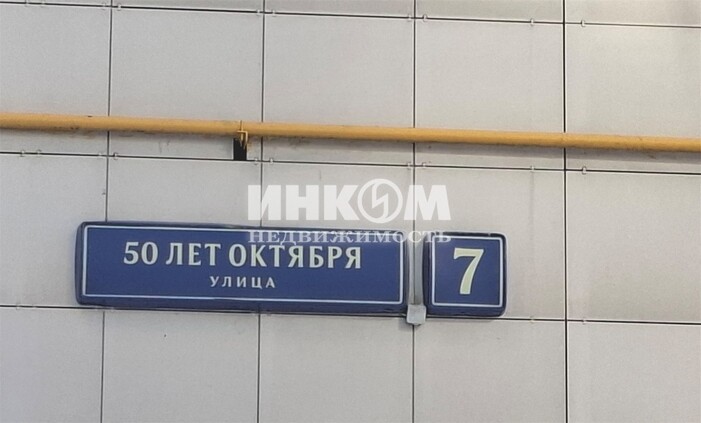 ИНКОМ
НЕДВИЖИМОСТЬ
50 ЛЕТ ОКТЯБРЯ
УЛИЦА
7